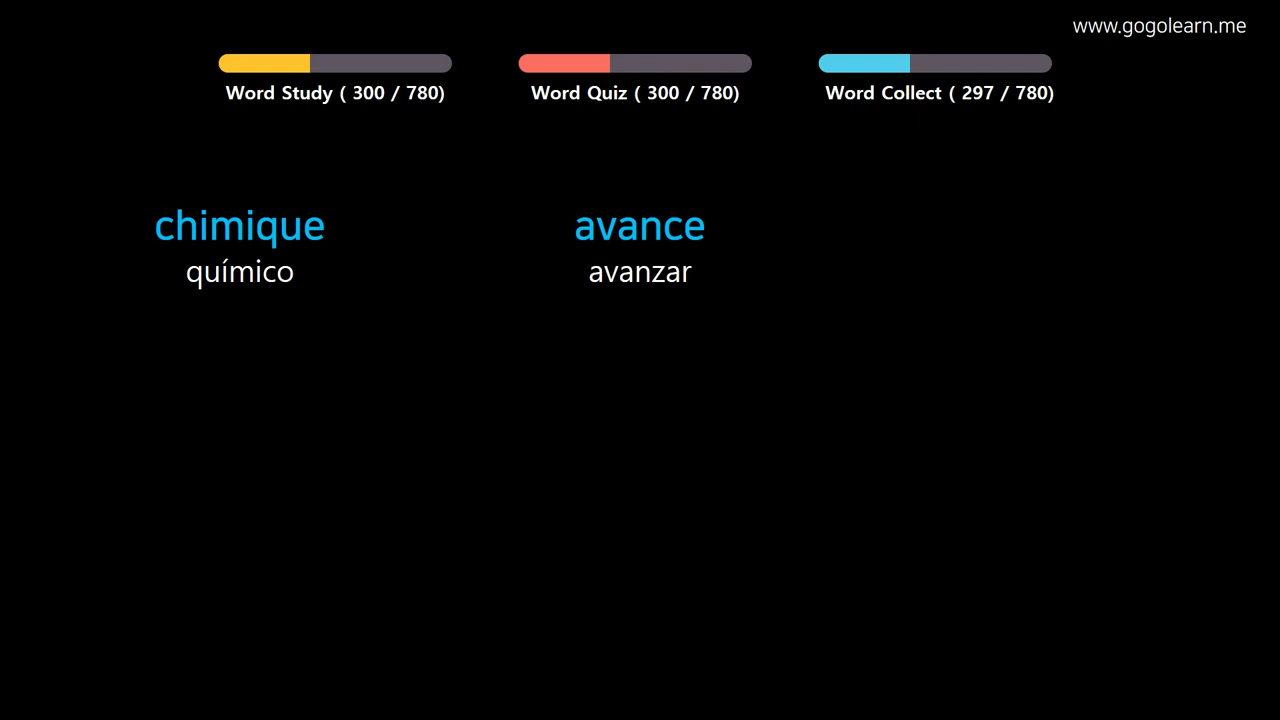 www.gogolearn.me
Word Study ( 300 / 780)
Word Quiz ( 300 / 780)
Word Collect ( 297 / 780)
chimique
químico
avance
avanzar